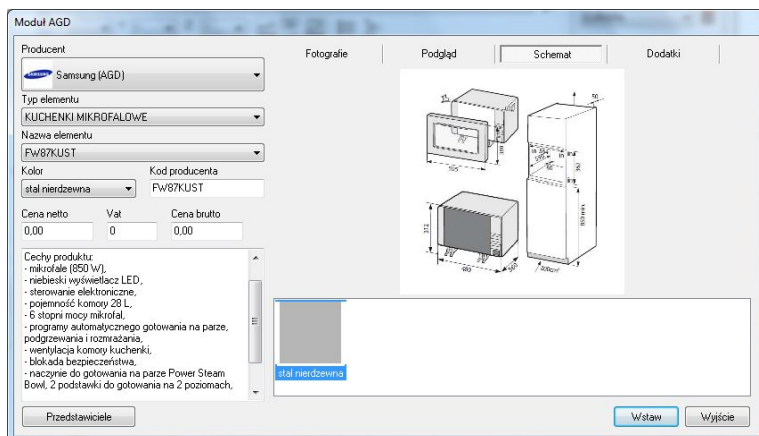 Moduł AGD
Producent
SAMSUNG
Samsung (AGD)
Typ elementu
KUCHENKI MIKROFALOWE
Nazwa elementu
FW87KUST
Kolor
Kod producenta
stal nierdzewna
FW87KUST
Cena netto
Vat
Cena brutto
0,00
0
0,00
Cechy produktu:
- mikrofale (850 W),
- niebieski wyświetlacz LED,
- sterowanie elektroniczne,
- pojemność komory 28 L,
- 6 stopni mocy mikrofal,
- programy automatycznego gotowania na parze,
podgrzewania i rozmrażania,
- wentylacja komory kuchenki,
- blokada bezpieczeństwa,
- naczynie do gotowania na parze Power Steam
Bowl, 2 podstawki do gotowania na 2 poziomach,
Przedstawiciele
Fotografie
Podgląd
Schemat
Dodatki
50
595
372
stal nierdzewna
Wstaw
Wyjście